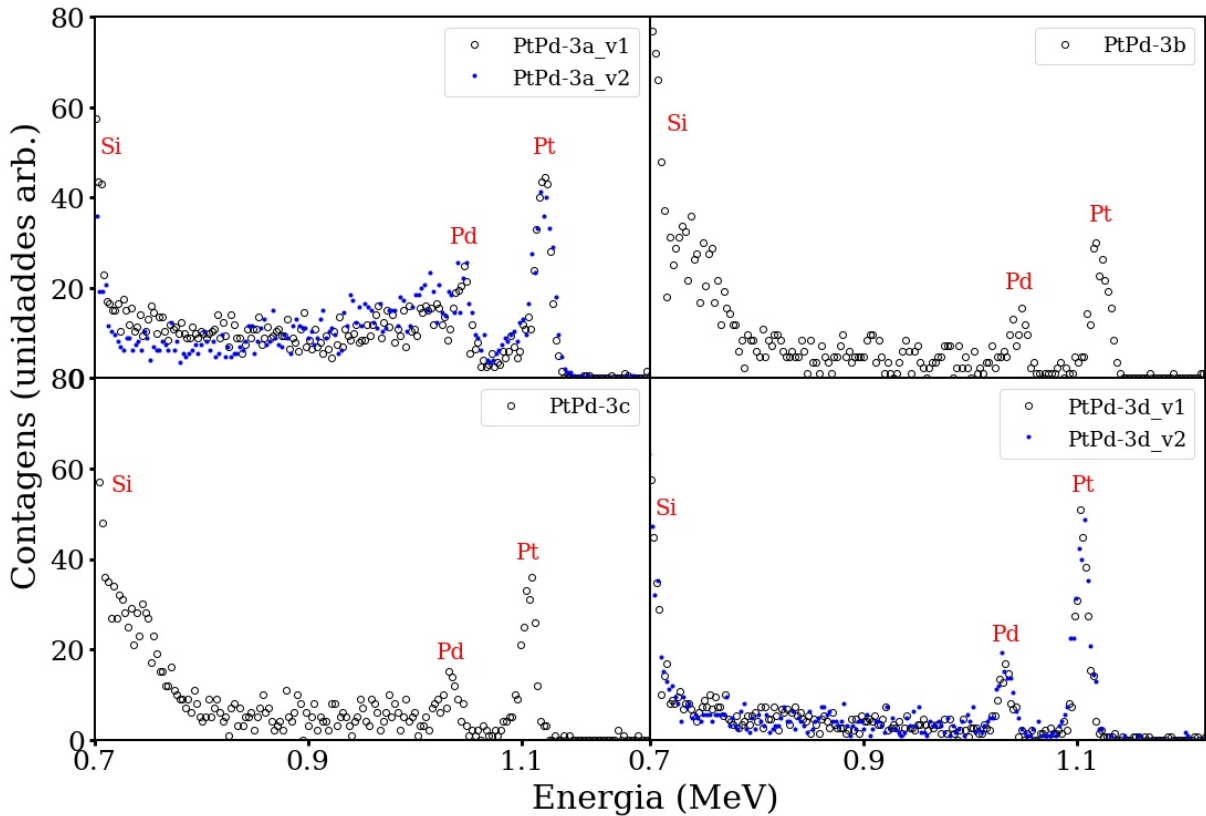 80
PtPd-3a_v1
PtPd-3a_v2
PtPd-3b
60
Si
Pt
Si
40
Pd
Pt
20
Pd
80
PtPd-3c
PtPd-3d_v1
PtPd-3d_v2
60
Si
Pt
Si
40
Pt
20
Pd
Pd
0
0.7
0.9
1.1
0.7
0.9
1.1
Contagens (unidaddes arb.)
Energia (MeV)